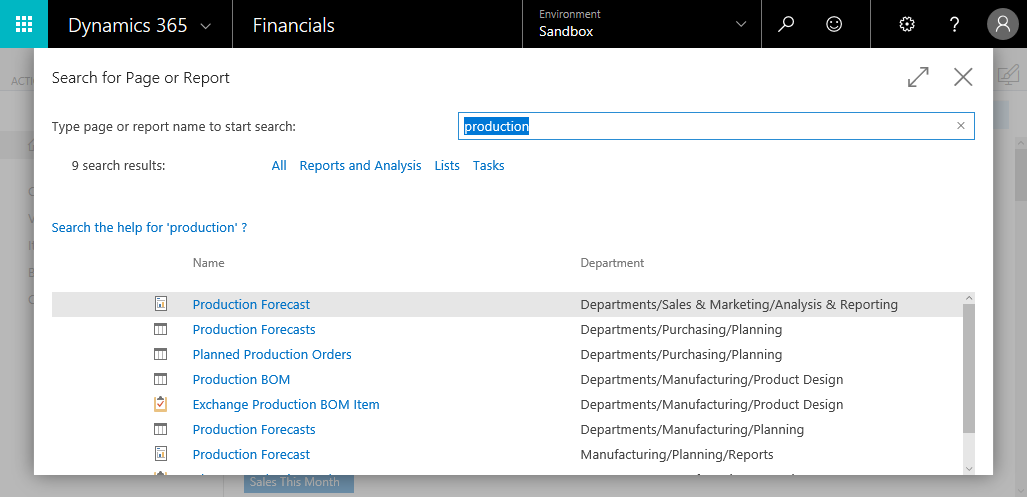 Dynamics 365 Financials Environment
Sandbox ?
ACTI
Search for Page or Report
Type page or report name to start search: production
9 search results: All Reports and Analysis Lists Tasks
Search the help for 'production' ?
Name Department
Production Forecast Departments/Sales & Marketing/Analysis & Reporting
Production Forecasts Departments/Purchasing/Planning
Planned Production Orders Departments/Purchasing/Planning
Production BOM Departments/Manufacturing/Product Design
Exchange Production BOM Item Departments/Manufacturing/Product Design
Production Forecasts Departments/Manufacturing/Planning
Production Forecast Manufacturing/Planning/Reports
Sales This Month